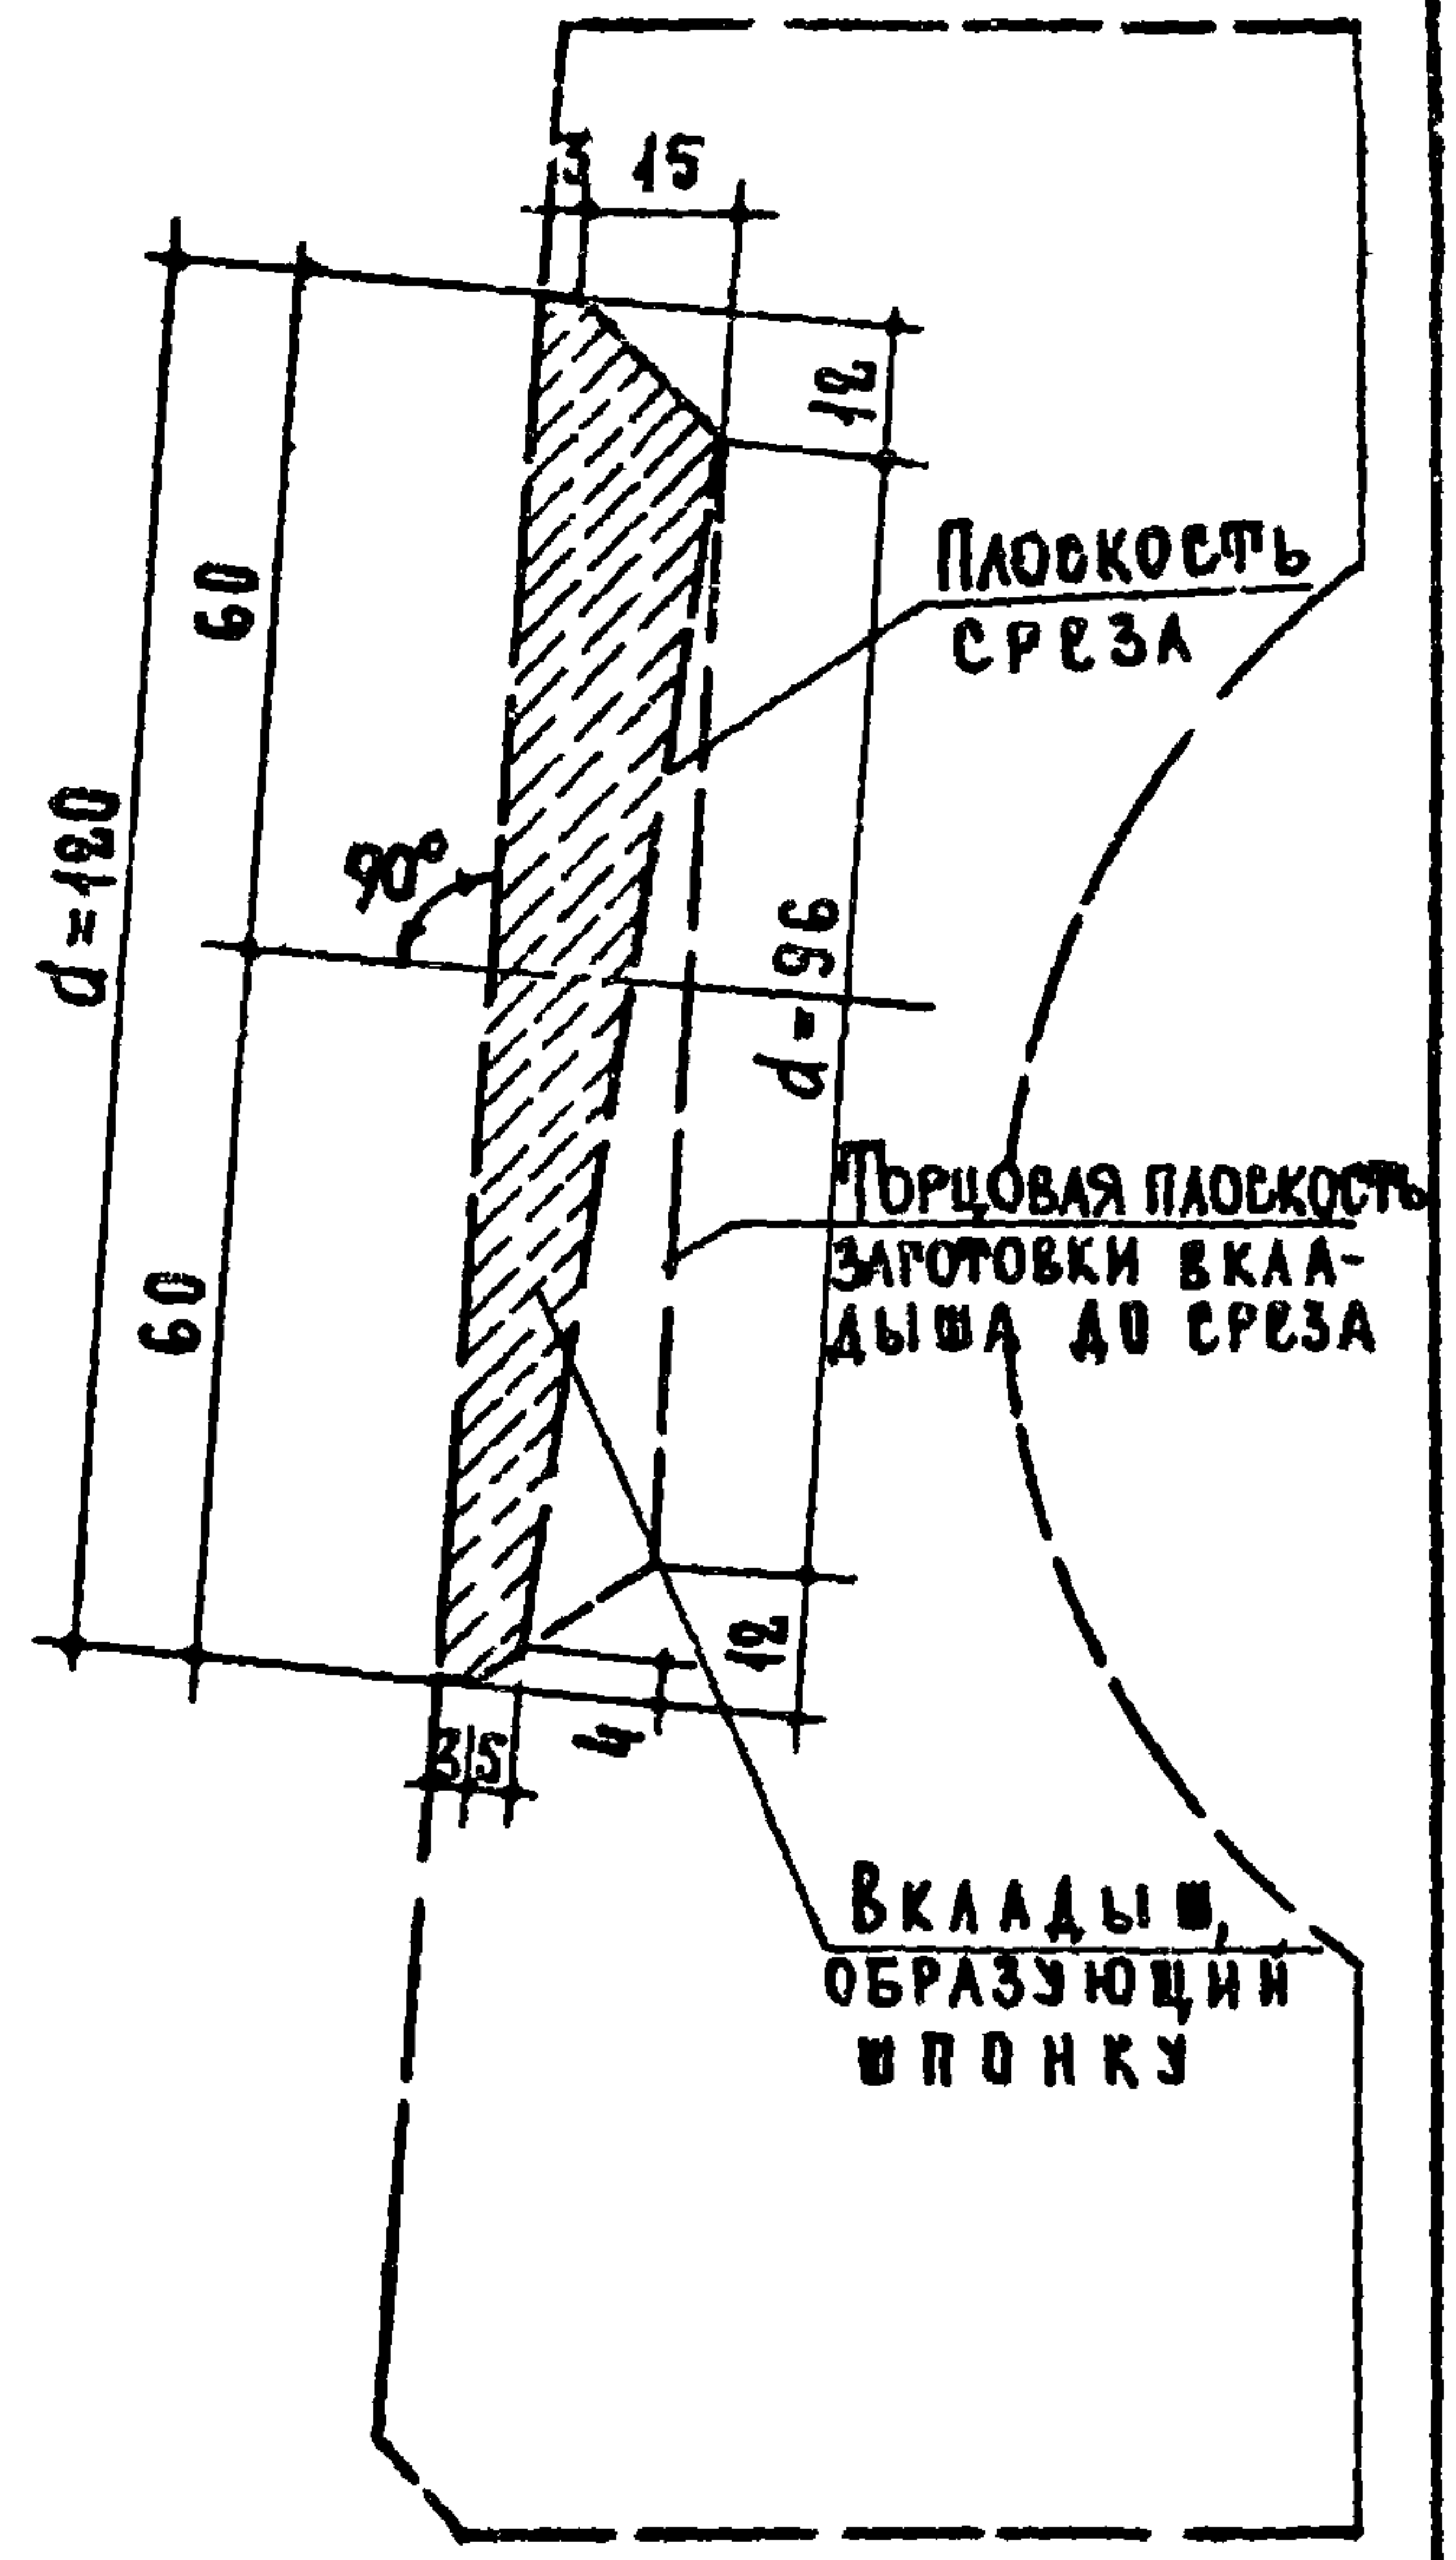 3 15
12
60
ПЛОСКОСТЬ
СРЕЗА
d=120
90°
d=96
ТОРЦОВАЯ ПЛОСКОСТЬ
ЗАГОТОВКИ ВКЛА-
ДЫША ДО СРЕЗА
60
12
3 5
4
ВКЛАДЫШ,
ОБРАЗУЮЩИЙ
ШПОНКУ